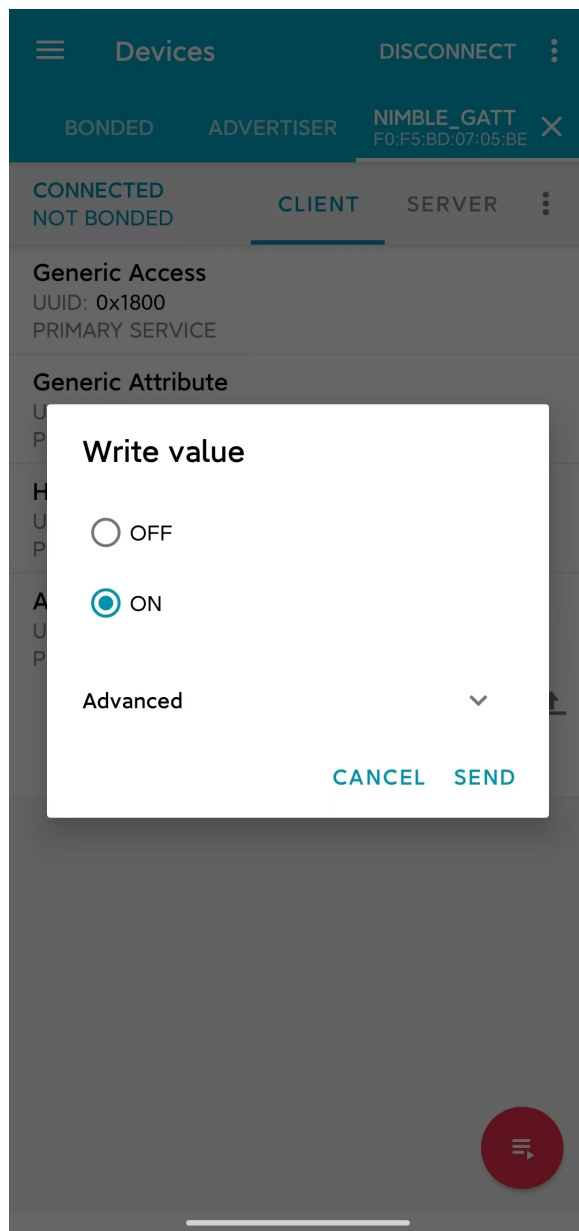 Devices
DISCONNECT
BONDED
ADVERTISER
NIMBLE_GATT
F0:F5:BD:07:05:BE
CONNECTED
NOT BONDED
CLIENT
SERVER
Generic Access
UUID: 0x1800
PRIMARY SERVICE
Generic Attribute
U
P
H
U
P
A
U
P
Write value
OFF
ON
Advanced
CANCEL
SEND